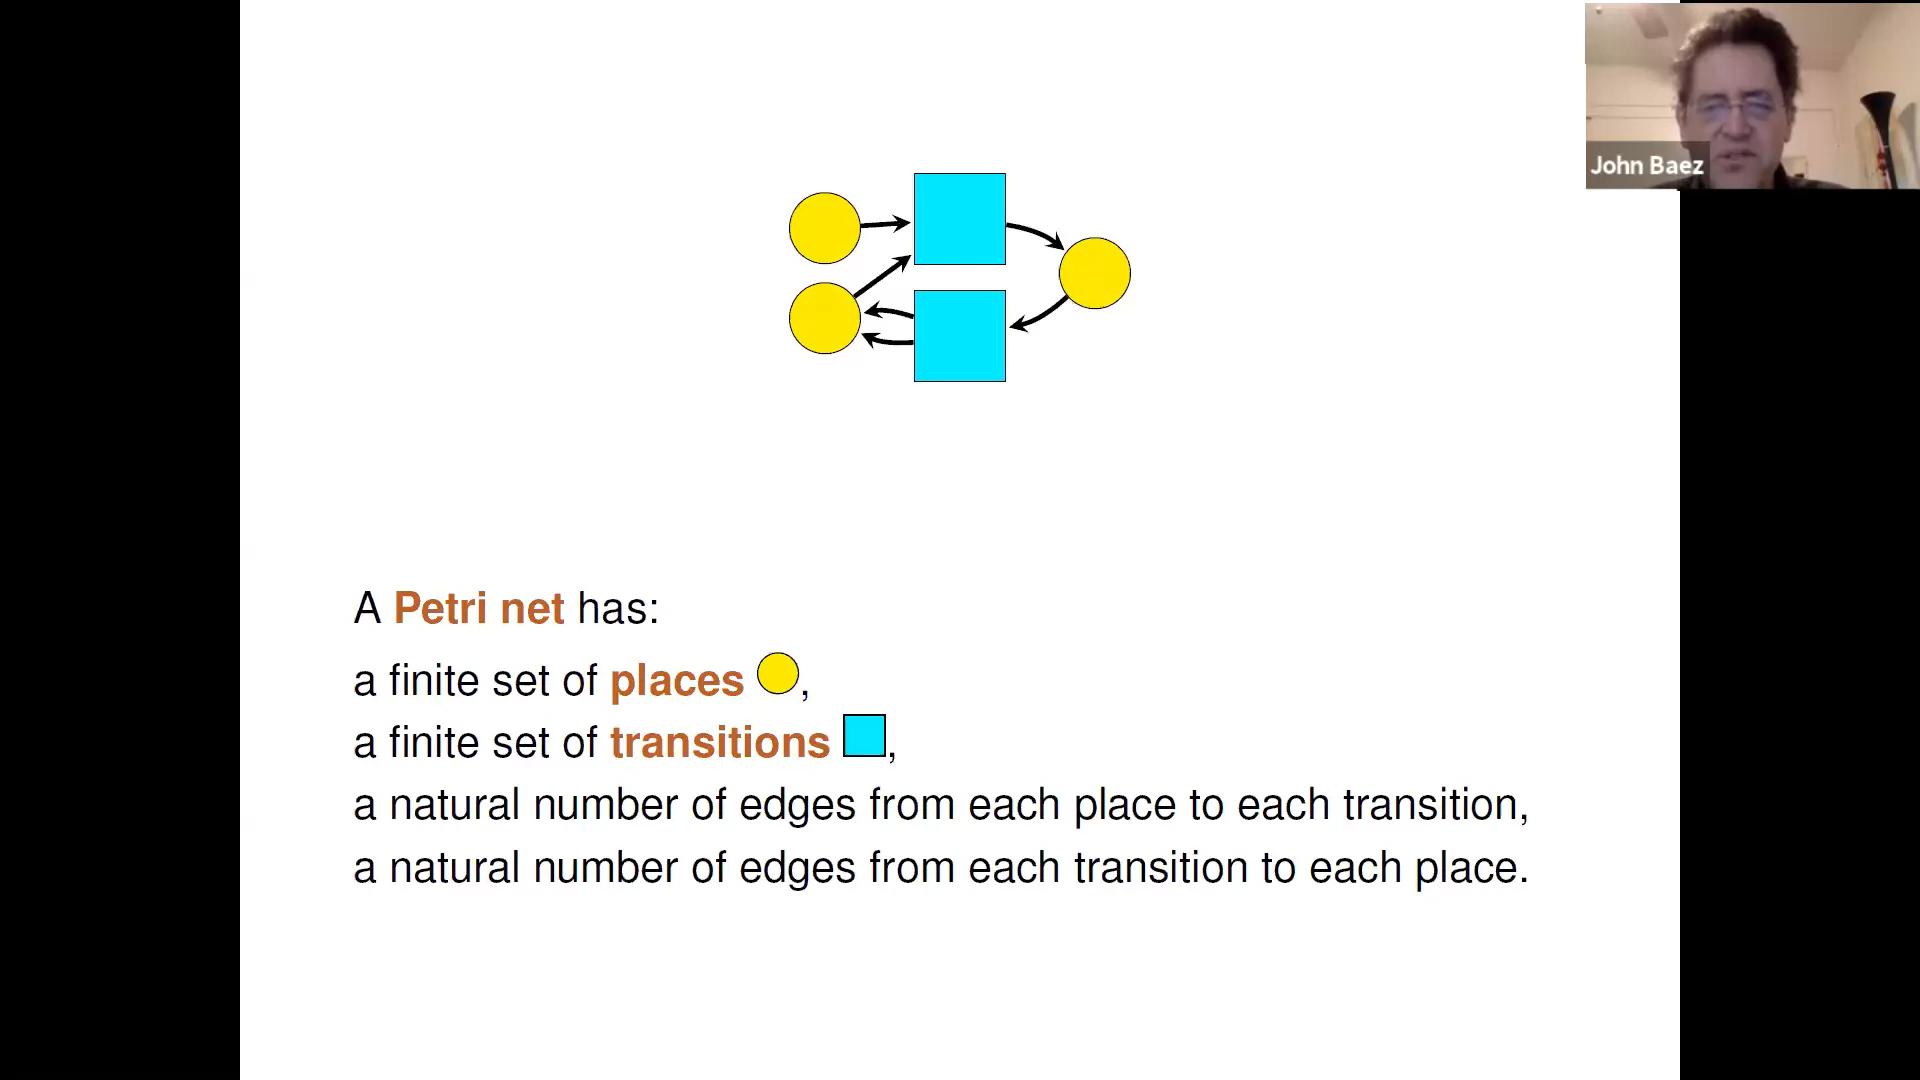 John Baez
A Petri net has:
a finite set of places ,
a finite set of transitions ,
a natural number of edges from each place to each transition,
a natural number of edges from each transition to each place.